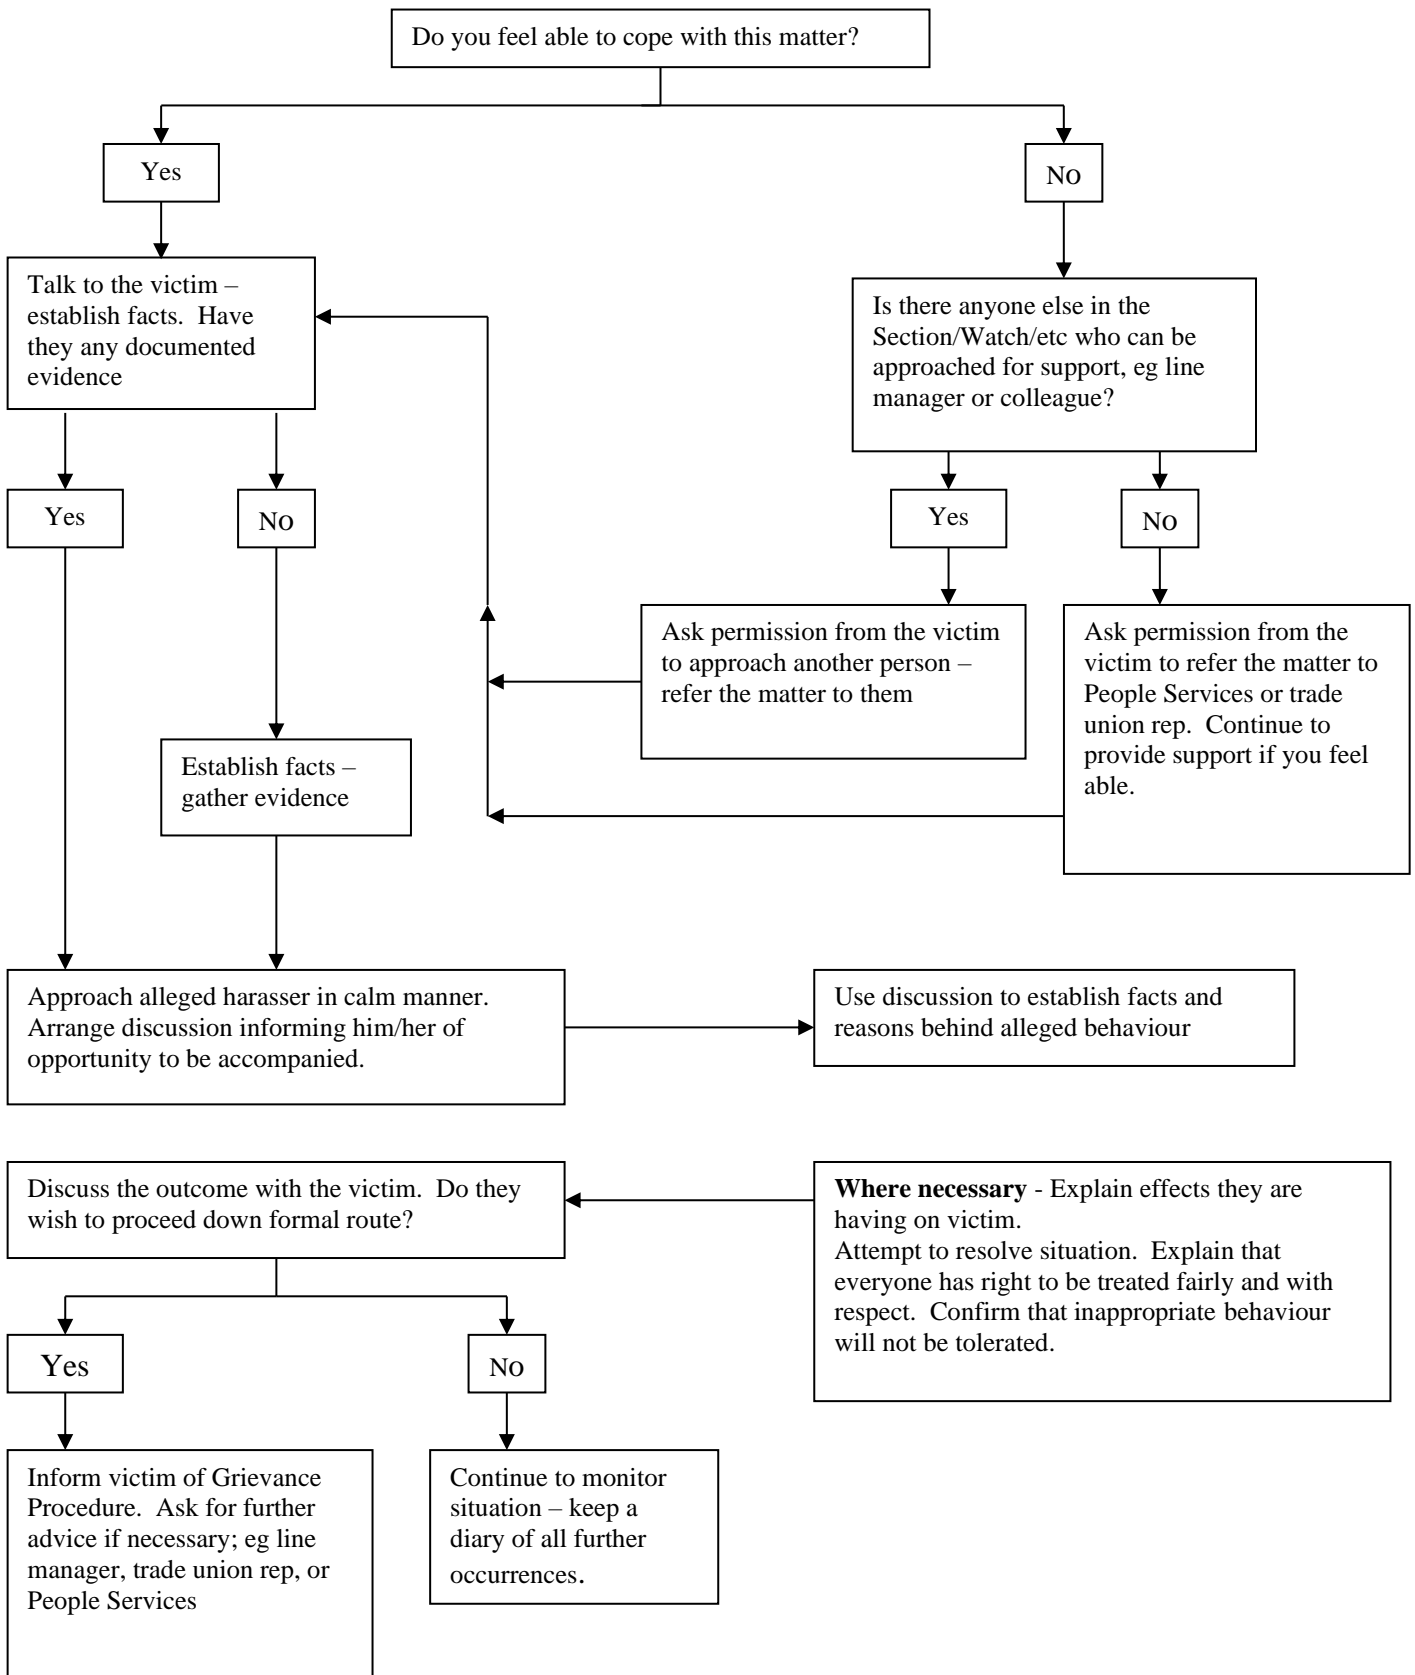 Do you feel able to cope with this matter?
Yes
No
Talk to the victim –
establish facts.  Have
they any documented
evidence
Is there anyone else in the
Section/Watch/etc who can be
approached for support, eg line
manager or colleague?
Yes
No
Yes
No
Ask permission from the victim
to approach another person –
refer the matter to them
Ask permission from the
victim to refer the matter to
People Services or trade
union rep.  Continue to
provide support if you feel
able.
Establish facts –
gather evidence
Approach alleged harasser in calm manner.
Arrange discussion informing him/her of
opportunity to be accompanied.
Use discussion to establish facts and
reasons behind alleged behaviour
Discuss the outcome with the victim.  Do they
wish to proceed down formal route?
Where necessary - Explain effects they are
having on victim.
Attempt to resolve situation.  Explain that
everyone has right to be treated fairly and with
respect.  Confirm that inappropriate behaviour
will not be tolerated.
Yes
No
Inform victim of Grievance
Procedure.  Ask for further
advice if necessary; eg line
manager, trade union rep, or
People Services
Continue to monitor
situation – keep a
diary of all further
occurrences.